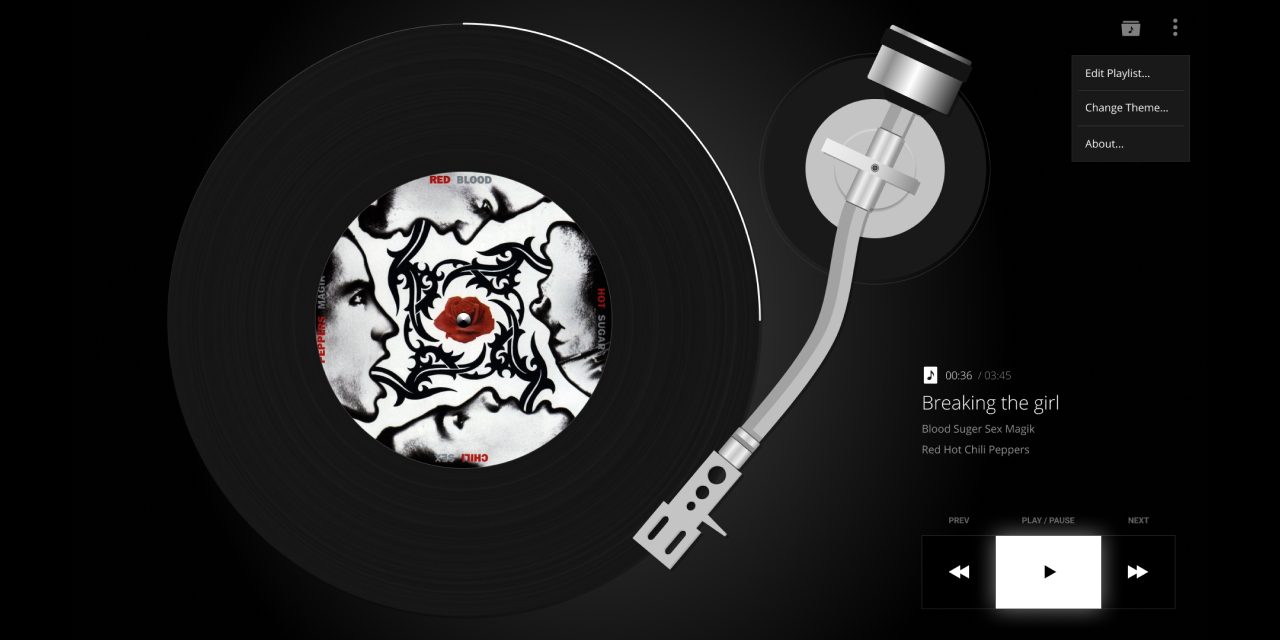 RED BLOOD
PEPPERS MAGIK
HOT SUGAR
CHILI SEX
Edit Playlist...
Change Theme...
About...
00:36 / 03:45
Breaking the girl
Blood Suger Sex Magik
Red Hot Chili Peppers
PREV PLAY / PAUSE NEXT